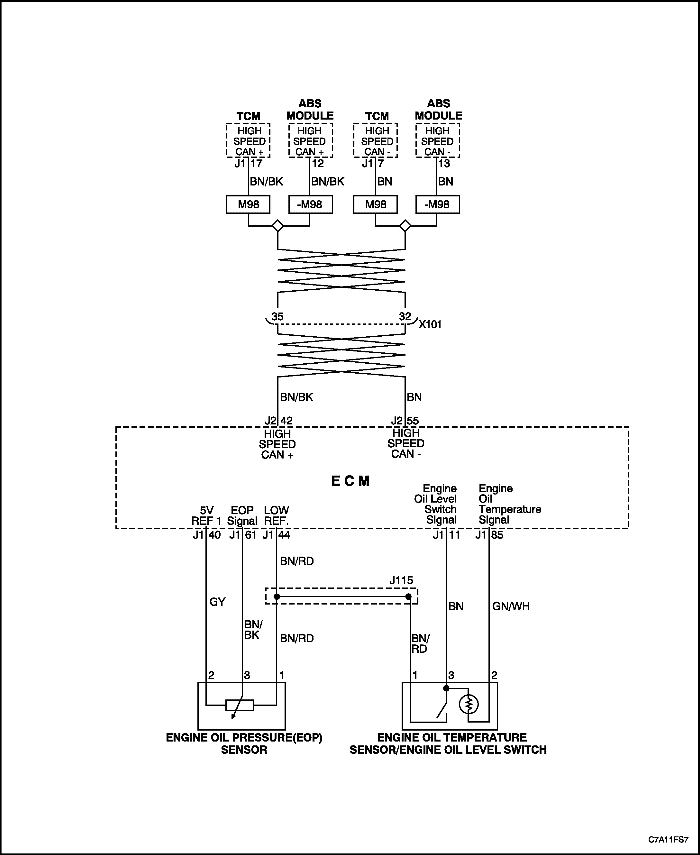 TCM ABS MODULE TCM ABS MODULE
HIGH SPEED CAN + HIGH SPEED CAN + HIGH SPEED CAN - HIGH SPEED CAN -
J1 17 12 J1 7 13
BN/BK BN/BK BN BN
M98 -M98 M98 -M98
35 32 X101
BN/BK BN
J2 42 J2 55
HIGH SPEED CAN + HIGH SPEED CAN -
ECM
5V REF 1 EOP Signal LOW REF. Engine Oil Level Switch Signal Engine Oil Temperature Signal
J1 40 J1 61 J1 44 J1 11 J1 85
BN/RD
J115
GY BN/BK BN/RD BN/RD BN GN/WH
2 3 1 1 3 2
ENGINE OIL PRESSURE(EOP) SENSOR
ENGINE OIL TEMPERATURE SENSOR/ENGINE OIL LEVEL SWITCH
C7A11FS7